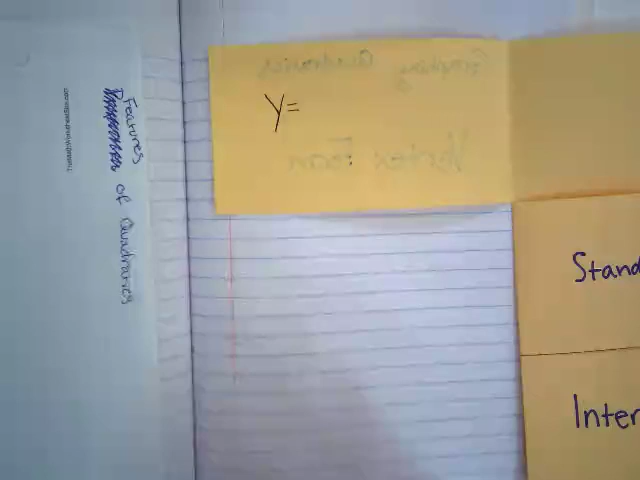 Features
of Quadratics
Graphing Quadratics
Y=
Vertex Form
Stand
Inter